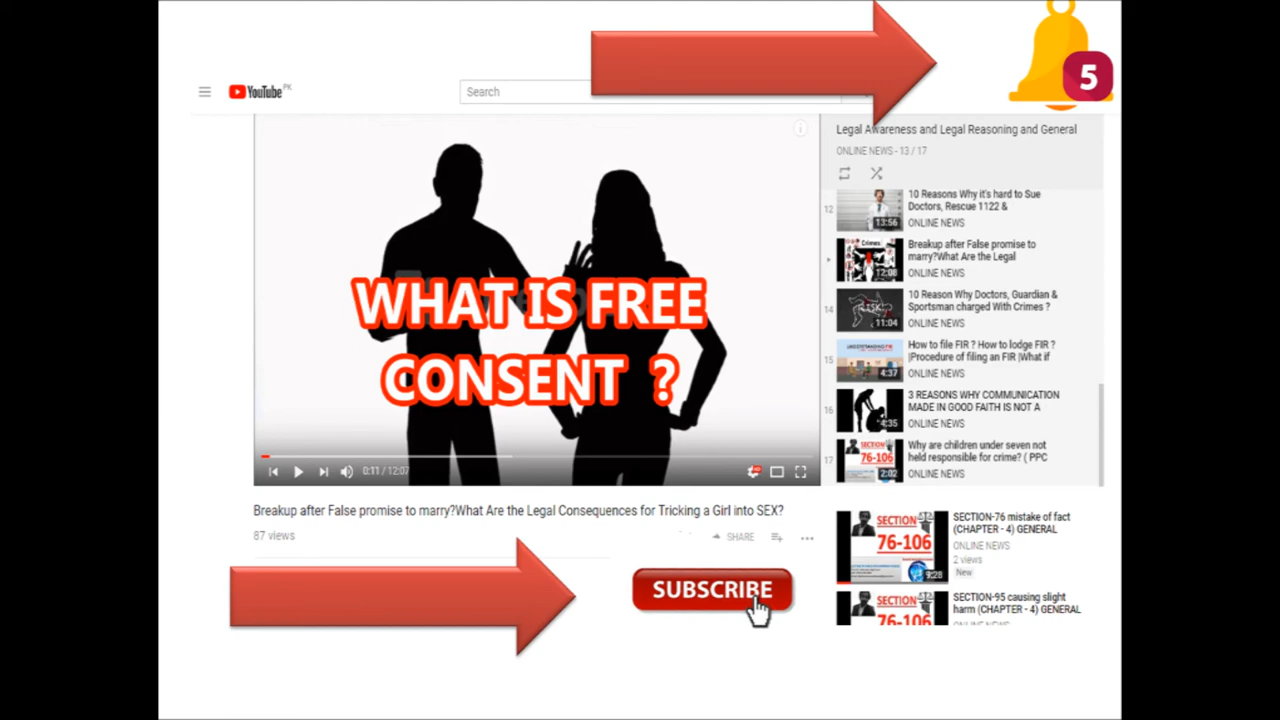 5
YouTube PK
Search
WHAT IS FREE
CONSENT ?
0:11 / 12:07
Breakup after False promise to marry?What Are the Legal Consequences for Tricking a Girl into SEX?
87 views
SHARE
SUBSCRIBE
Legal Awareness and Legal Reasoning and General
ONLINE NEWS - 13 / 17
12
13:56
10 Reasons Why it's hard to Sue
Doctors, Rescue 1122 &
ONLINE NEWS
Crimes
12:08
Breakup after False promise to
marry?What Are the Legal
ONLINE NEWS
14
RISK!
11:04
10 Reason Why Doctors, Guardian &
Sportsman charged With Crimes ?
ONLINE NEWS
15
4:37
How to file FIR ? How to lodge FIR ?
|Procedure of filing an FIR |What if
ONLINE NEWS
16
4:35
3 REASONS WHY COMMUNICATION
MADE IN GOOD FAITH IS NOT A
ONLINE NEWS
17
SECTION
76-106
2:02
Why are children under seven not
held responsible for crime? ( PPC
ONLINE NEWS
SECTION
76-106
9:28
SECTION-76 mistake of fact
(CHAPTER - 4) GENERAL
ONLINE NEWS
2 views
New
SECTION
76-106
SECTION-95 causing slight
harm (CHAPTER - 4) GENERAL